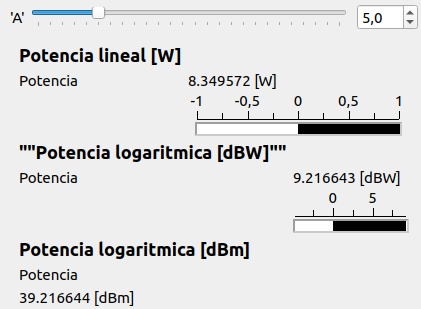 'A' 5,0
Potencia lineal [W]
Potencia 8.349572 [W]
-1 -0,5 0 0,5 1
""Potencia logaritmica [dBW]""
Potencia 9.216643 [dBW]
0 5
Potencia logaritmica [dBm]
Potencia
39.216644 [dBm]